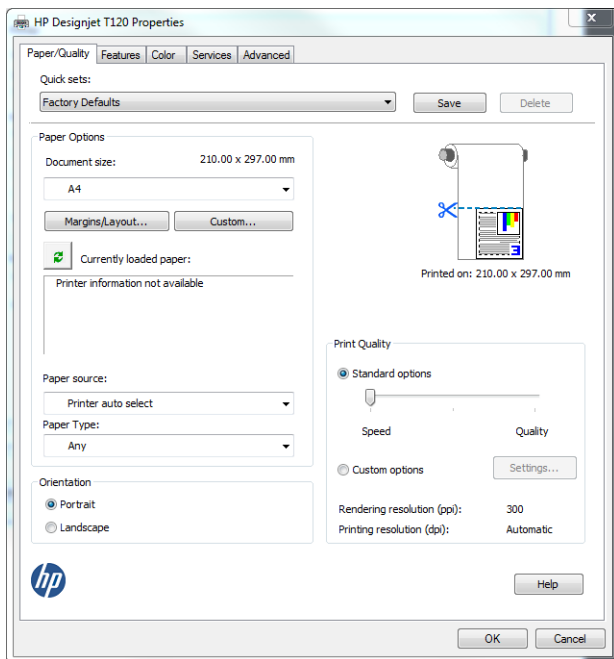 HP Designjet T120 Properties
x
Paper/Quality Features Color Services Advanced
Quick sets:
Factory Defaults Save Delete
Paper Options
Document size: 210.00 x 297.00 mm
A4
Margins/Layout... Custom...
Currently loaded paper:
Printer information not available
3
Printed on: 210.00 x 297.00 mm
Paper source:
Printer auto select
Paper Type:
Any
Orientation
Portrait
Landscape
Print Quality
Standard options
Speed Quality
Custom options Settings...
Rendering resolution (ppi): 300
Printing resolution (dpi): Automatic
hp
Help
OK Cancel